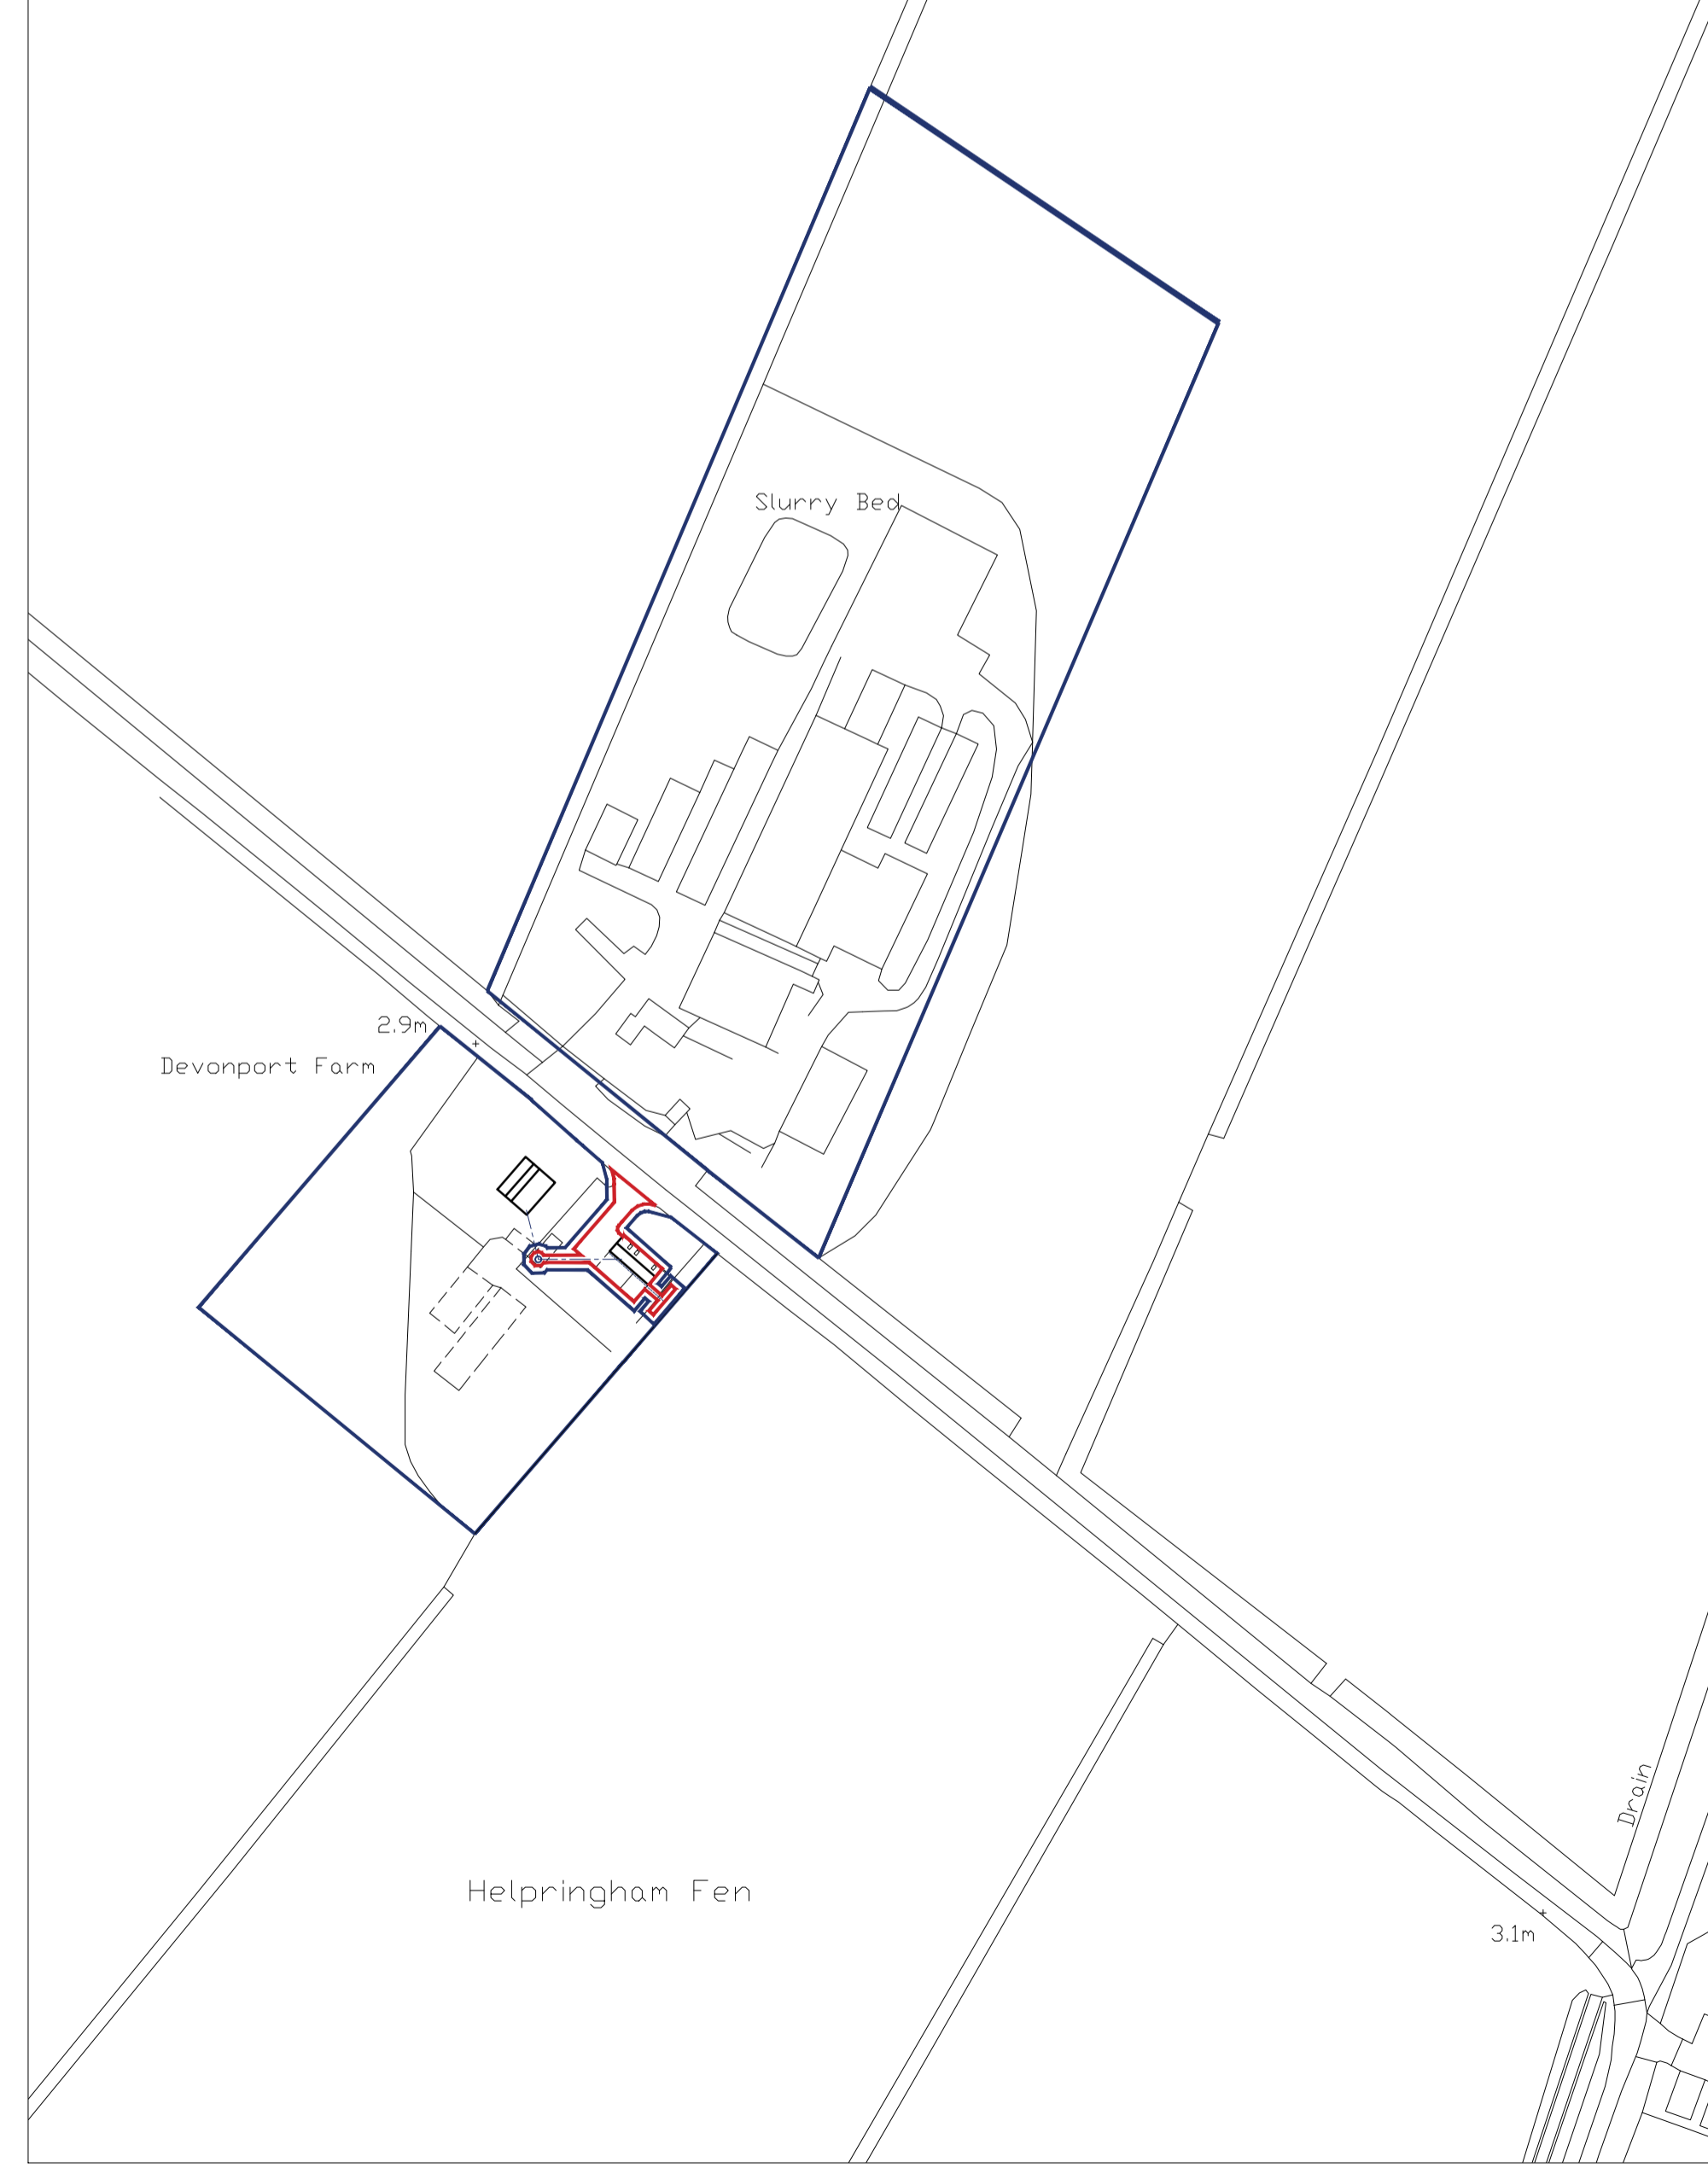 Slurry Bed
2.9m
Devonport Farm
Drain
Helpringham Fen
3.1m